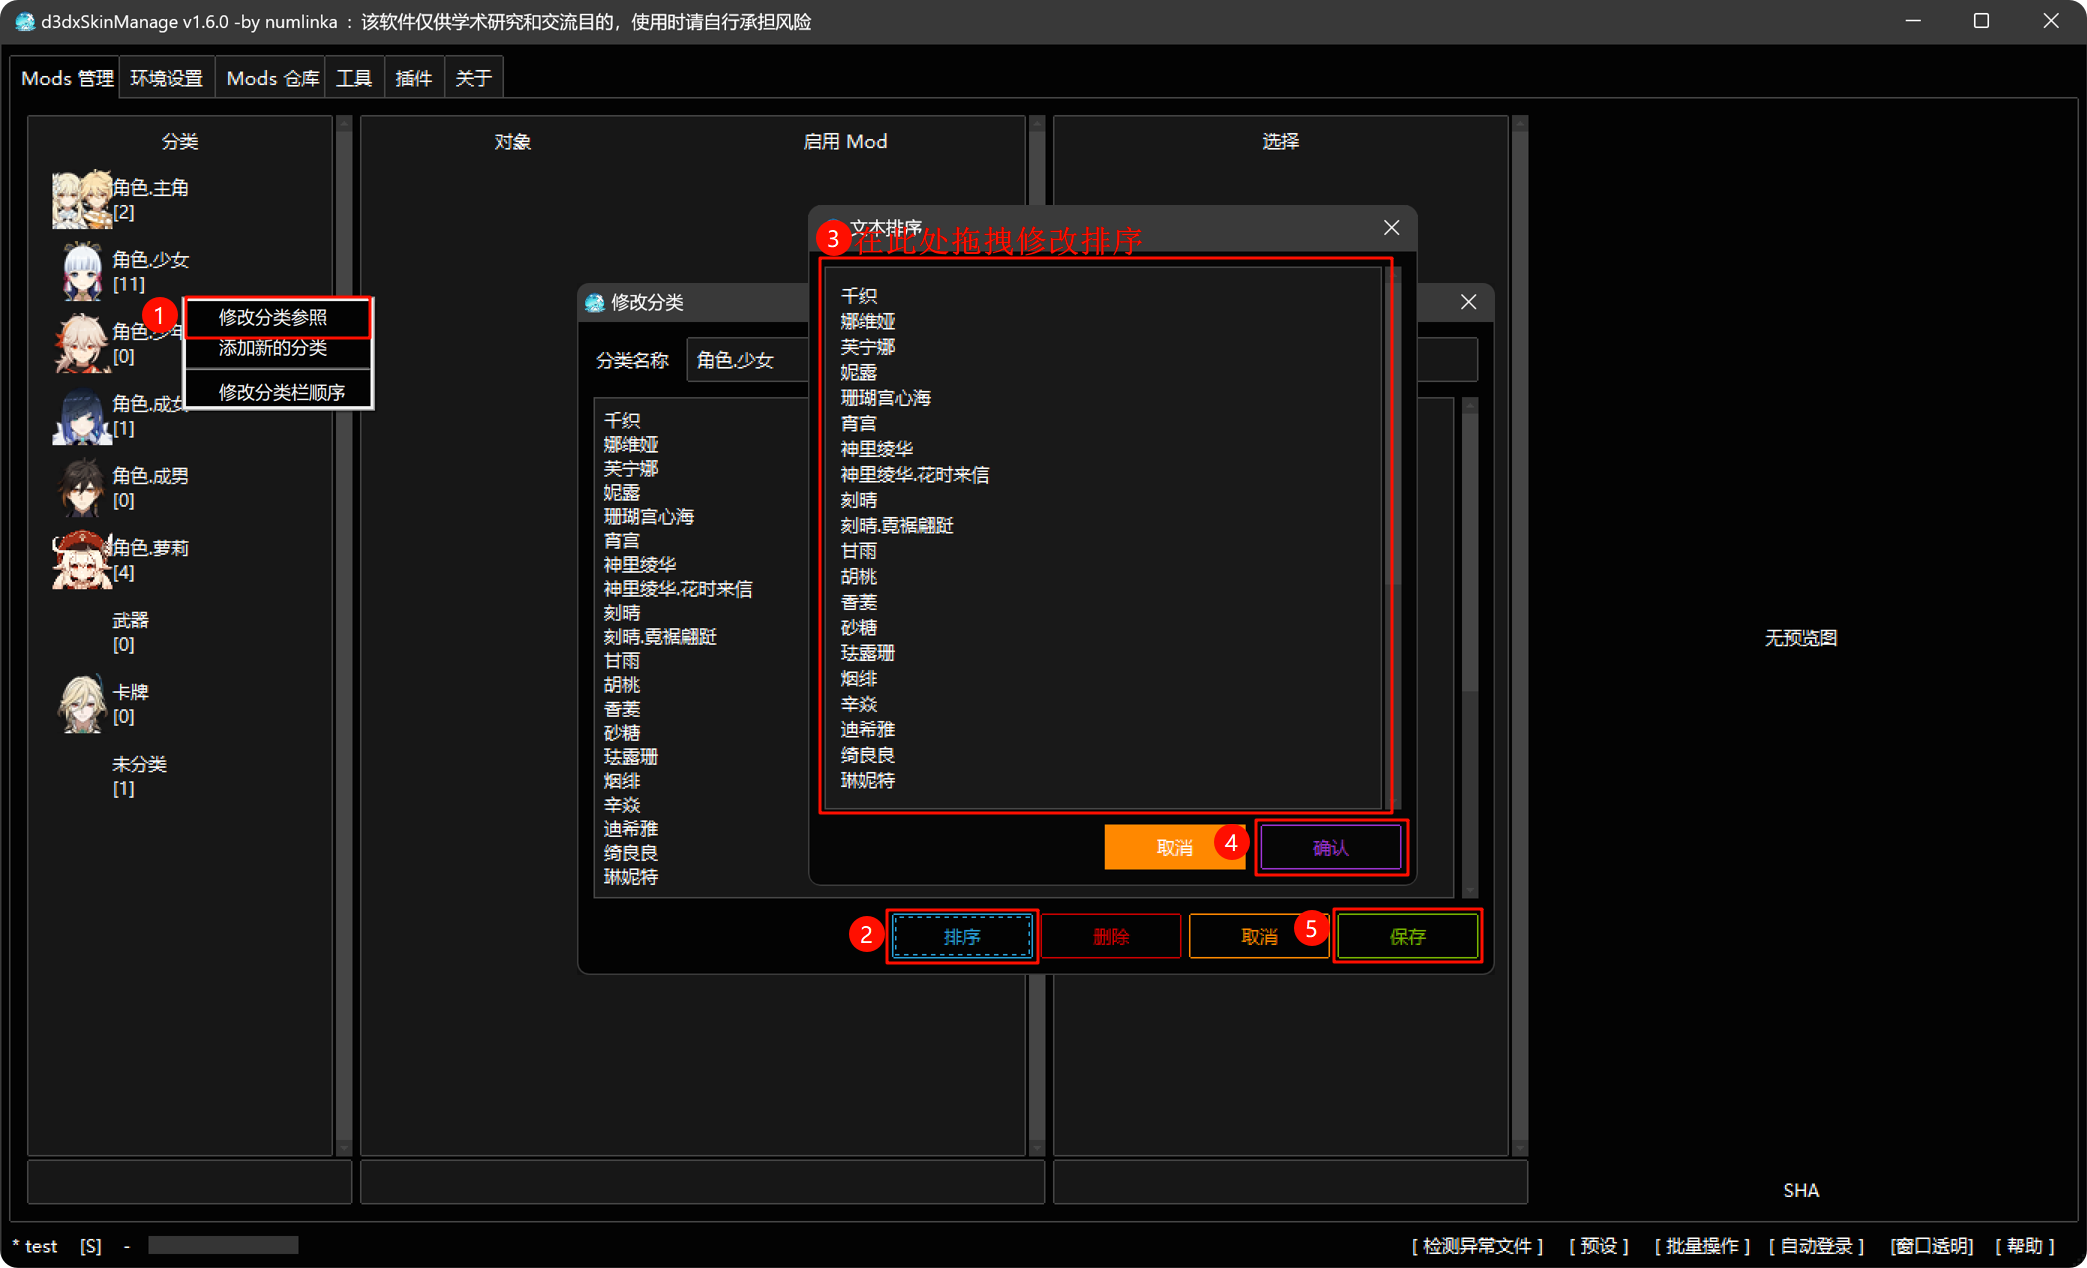 d3dxSkinManage v1.6.0 -by numlinka : 该软件仅供学术研究和交流目的，使用时请自行承担风险
Mods 管理 环境设置 Mods 仓库 工具 插件 关于
分类
角色.主角
[2]
角色.少女
[11]
角色.少年
[0]
角色.成女
[1]
角色.成男
[0]
角色.萝莉
[4]
武器
[0]
卡牌
[0]
未分类
[1]
1
修改分类参照
添加新的分类
修改分类栏顺序
对象 启用 Mod
选择
修改分类
分类名称 角色.少女
千织
娜维娅
芙宁娜
妮露
珊瑚宫心海
宵宫
神里绫华
神里绫华.花时来信
刻晴
刻晴.霓裾翩跹
甘雨
胡桃
香菱
砂糖
珐露珊
烟绯
辛焱
迪希雅
绮良良
琳妮特
文本排序
3 在此处拖拽修改排序
千织
娜维娅
芙宁娜
妮露
珊瑚宫心海
宵宫
神里绫华
神里绫华.花时来信
刻晴
刻晴.霓裾翩跹
甘雨
胡桃
香菱
砂糖
珐露珊
烟绯
辛焱
迪希雅
绮良良
琳妮特
取消 4 确认
2 排序 删除 取消 5 保存
无预览图
SHA
* test [S] -
[ 检测异常文件 ] [ 预设 ] [ 批量操作 ] [ 自动登录 ] [窗口透明] [ 帮助 ]